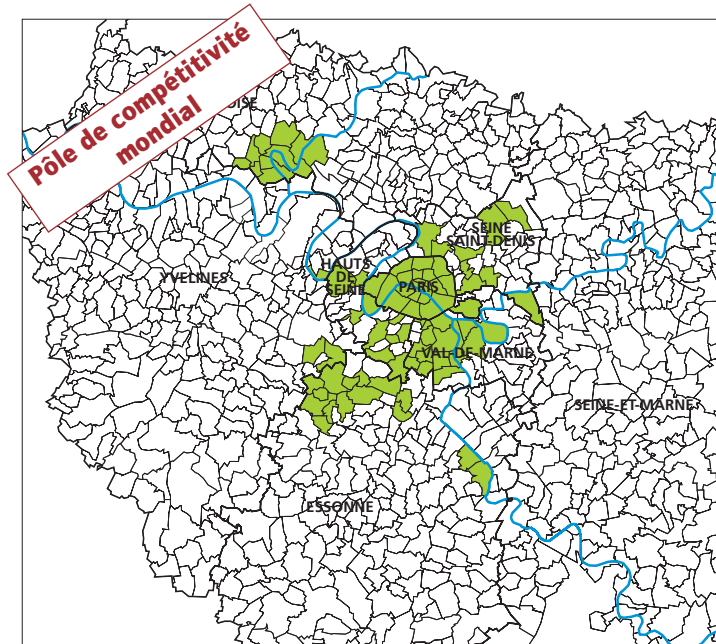 Pôle de compétitivité
mondial
OISE
SEINE
SAINT-DENIS
HAUTS
DE
SEINE
YVELINES
PARIS
VAL-DE-MARNE
SEINE-ET-MARNE
ESSONNE